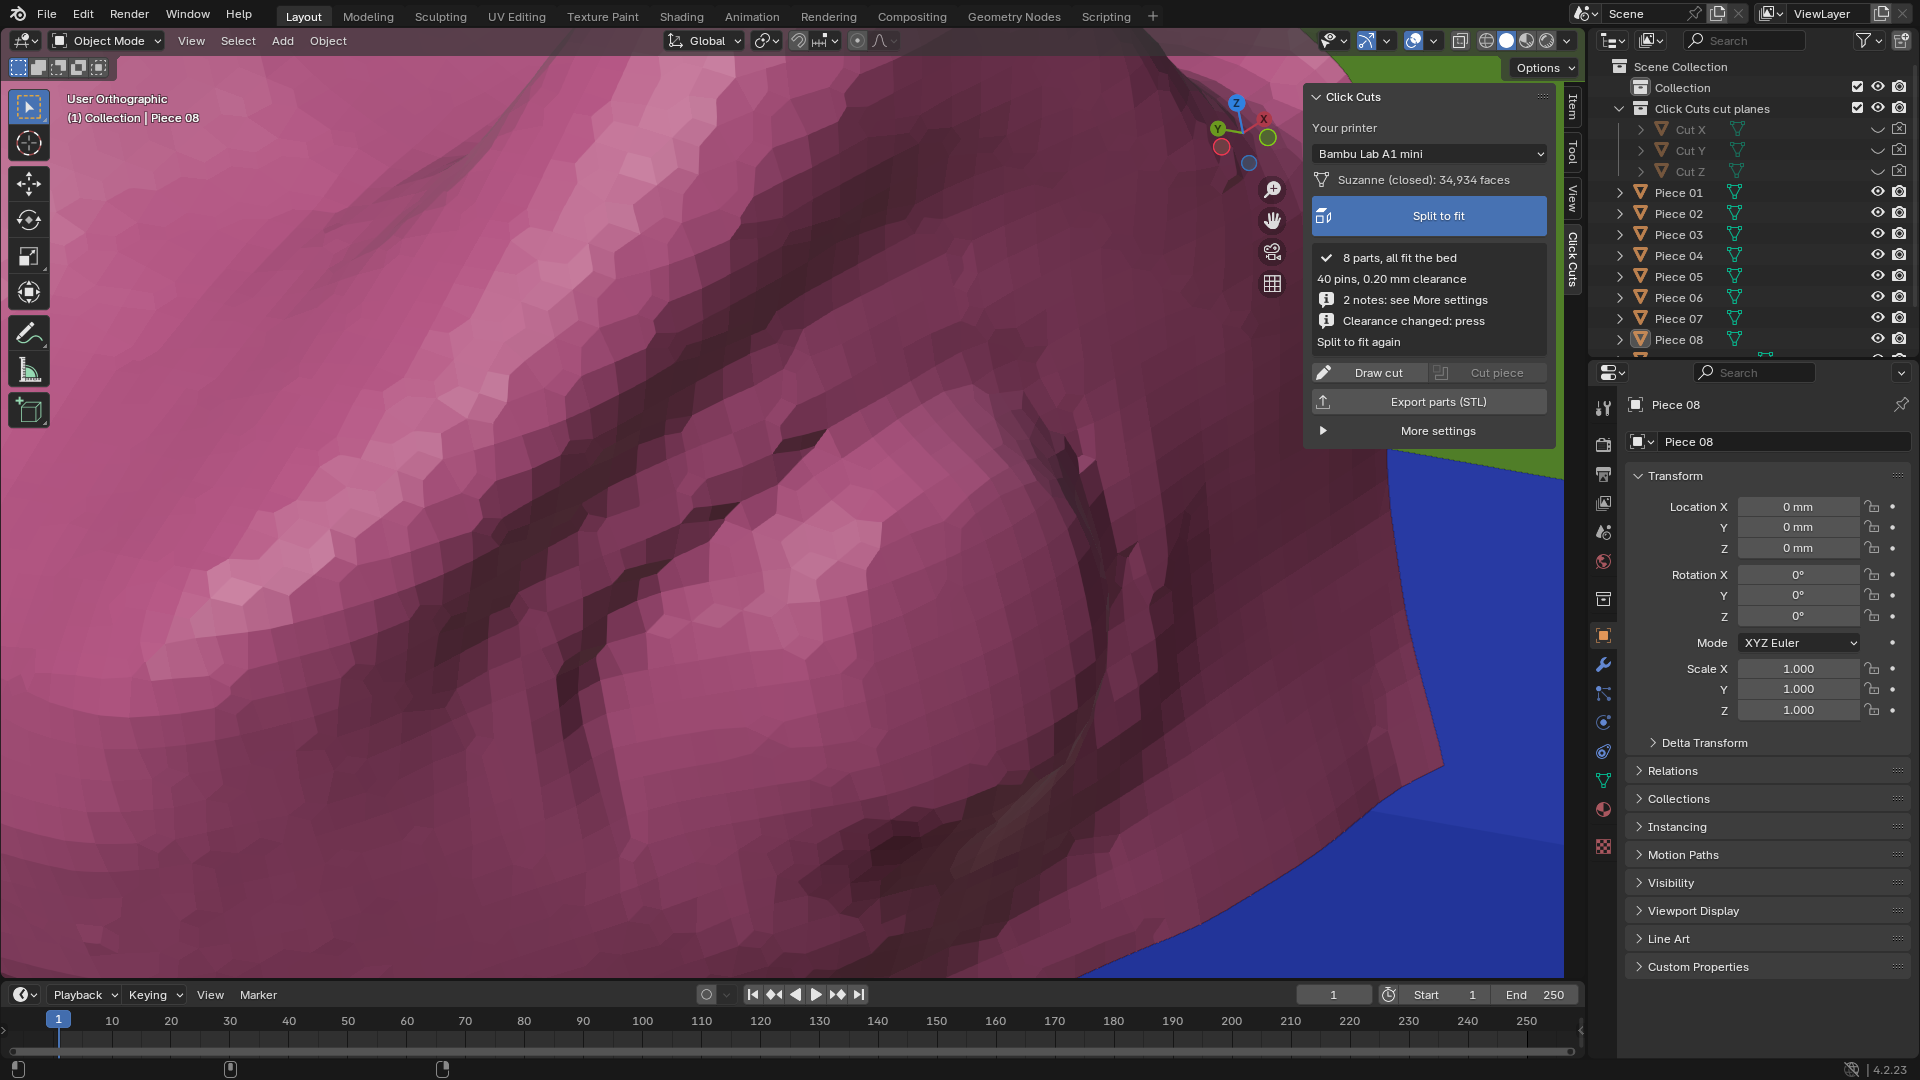 File Edit Render Window Help Layout Modeling Sculpting UV Editing Texture Paint Shading Animation Rendering Compositing Geometry Nodes Scripting + Scene ViewLayer
Object Mode View Select Add Object Global Search
Options
User Orthographic
(1) Collection | Piece 08
Z
X
Y
Click Cuts
Your printer
Bambu Lab A1 mini
Suzanne (closed): 34,934 faces
Split to fit
8 parts, all fit the bed
40 pins, 0.20 mm clearance
2 notes: see More settings
Clearance changed: press
Split to fit again
Draw cut Cut piece
Export parts (STL)
More settings
Item
Tool
View
Click Cuts
Scene Collection
Collection
Click Cuts cut planes
Cut X
Cut Y
Cut Z
Piece 01
Piece 02
Piece 03
Piece 04
Piece 05
Piece 06
Piece 07
Piece 08
Search
Piece 08
Piece 08
Transform
Location X 0 mm
Y 0 mm
Z 0 mm
Rotation X 0°
Y 0°
Z 0°
Mode XYZ Euler
Scale X 1.000
Y 1.000
Z 1.000
Delta Transform
Relations
Collections
Instancing
Motion Paths
Visibility
Viewport Display
Line Art
Custom Properties
Playback Keying View Marker 1 Start 1 End 250
1 10 20 30 40 50 60 70 80 90 100 110 120 130 140 150 160 170 180 190 200 210 220 230 240 250
4.2.23